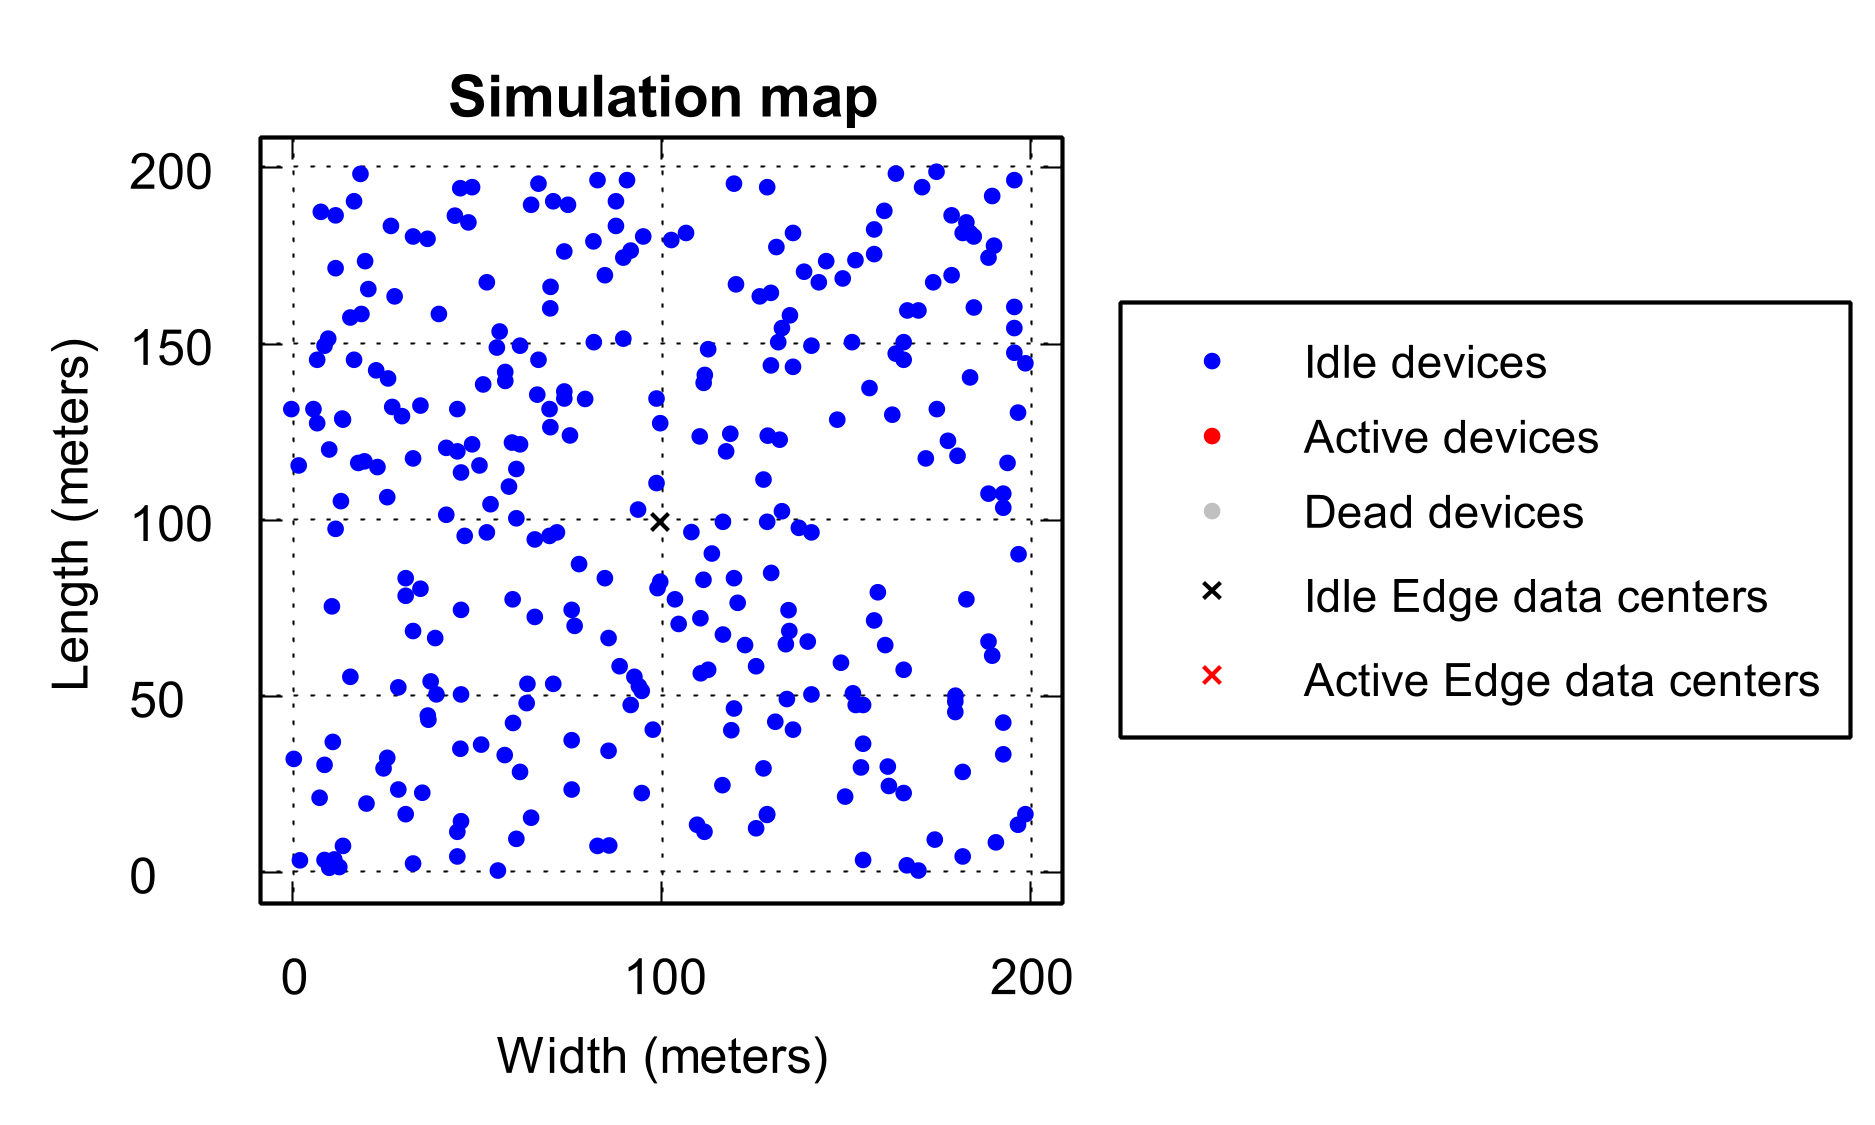 Simulation map
Length (meters)
200
150
100
50
0
0 100 200
Width (meters)
Idle devices
Active devices
Dead devices
Idle Edge data centers
Active Edge data centers